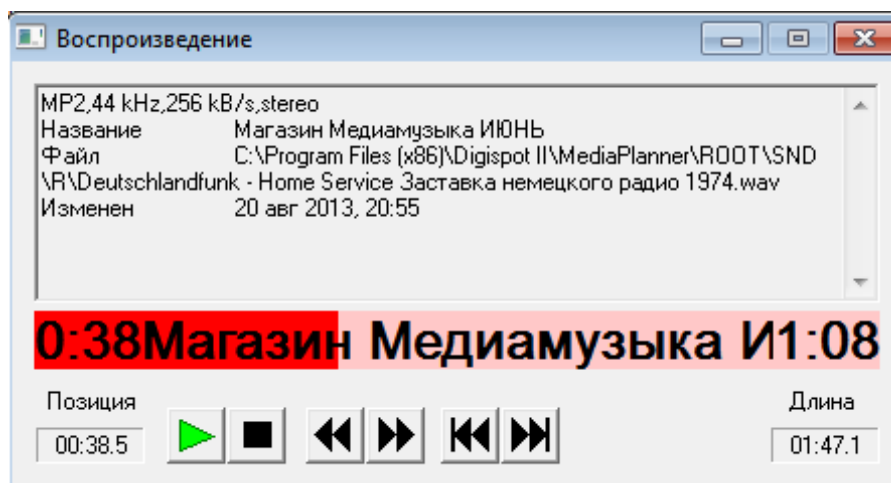 Воспроизведение
MP2,44 kHz,256 kB/s,stereo
Название Магазин Медиамузыка ИЮНЬ
Файл C:\Program Files (x86)\Digispot II\MediaPlanner\ROOT\SND
\R\Deutschlandfunk - Home Service Заставка немецкого радио 1974.wav
Изменен 20 авг 2013, 20:55
0:38Магазин Медиамузыка И1:08
Позиция Длина
00:38.5 01:47.1